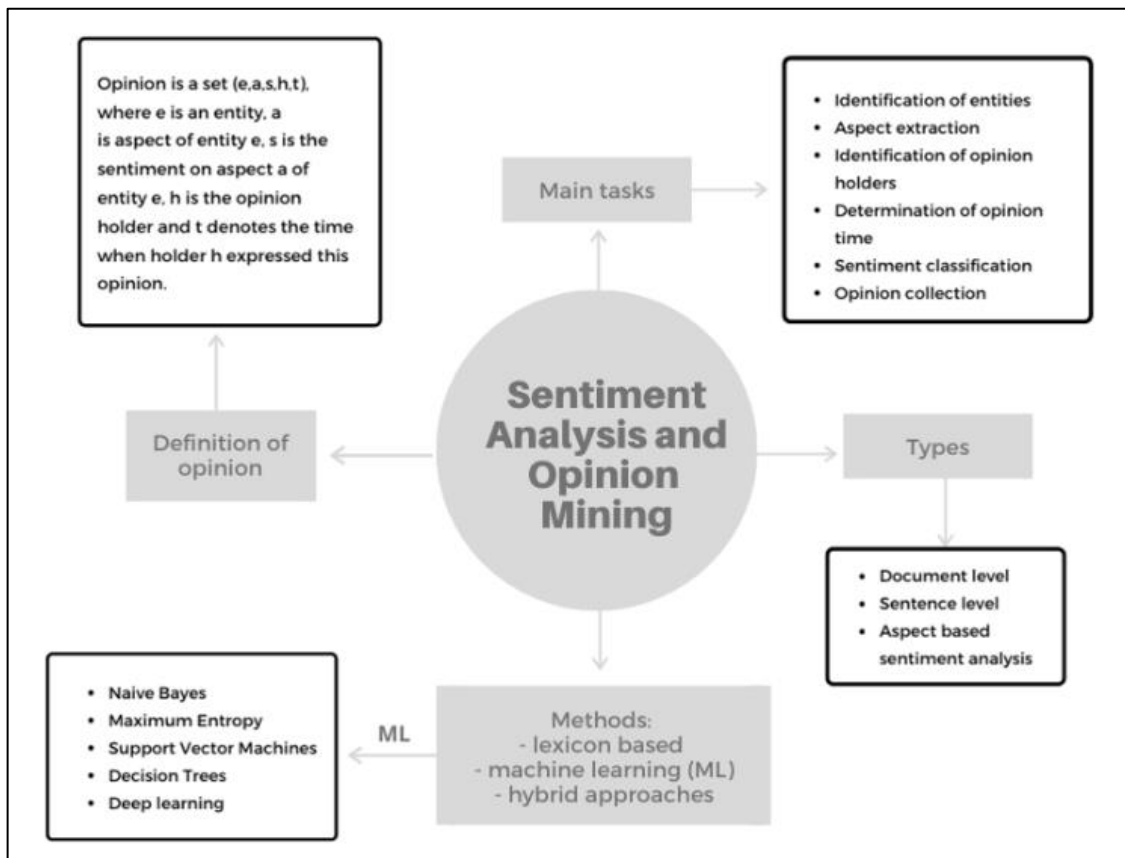 Opinion is a set (e,a,s,h,t),
where e is an entity, a
is aspect of entity e, s is the
sentiment on aspect a of
entity e, h is the opinion
holder and t denotes the time
when holder h expressed this
opinion.
Main tasks
• Identification of entities
• Aspect extraction
• Identification of opinion
holders
• Determination of opinion
time
• Sentiment classification
• Opinion collection
Definition of
opinion
Sentiment
Analysis and
Opinion
Mining
Types
• Document level
• Sentence level
• Aspect based
sentiment analysis
• Naive Bayes
• Maximum Entropy
• Support Vector Machines
• Decision Trees
• Deep learning
ML
Methods:
- lexicon based
- machine learning (ML)
- hybrid approaches